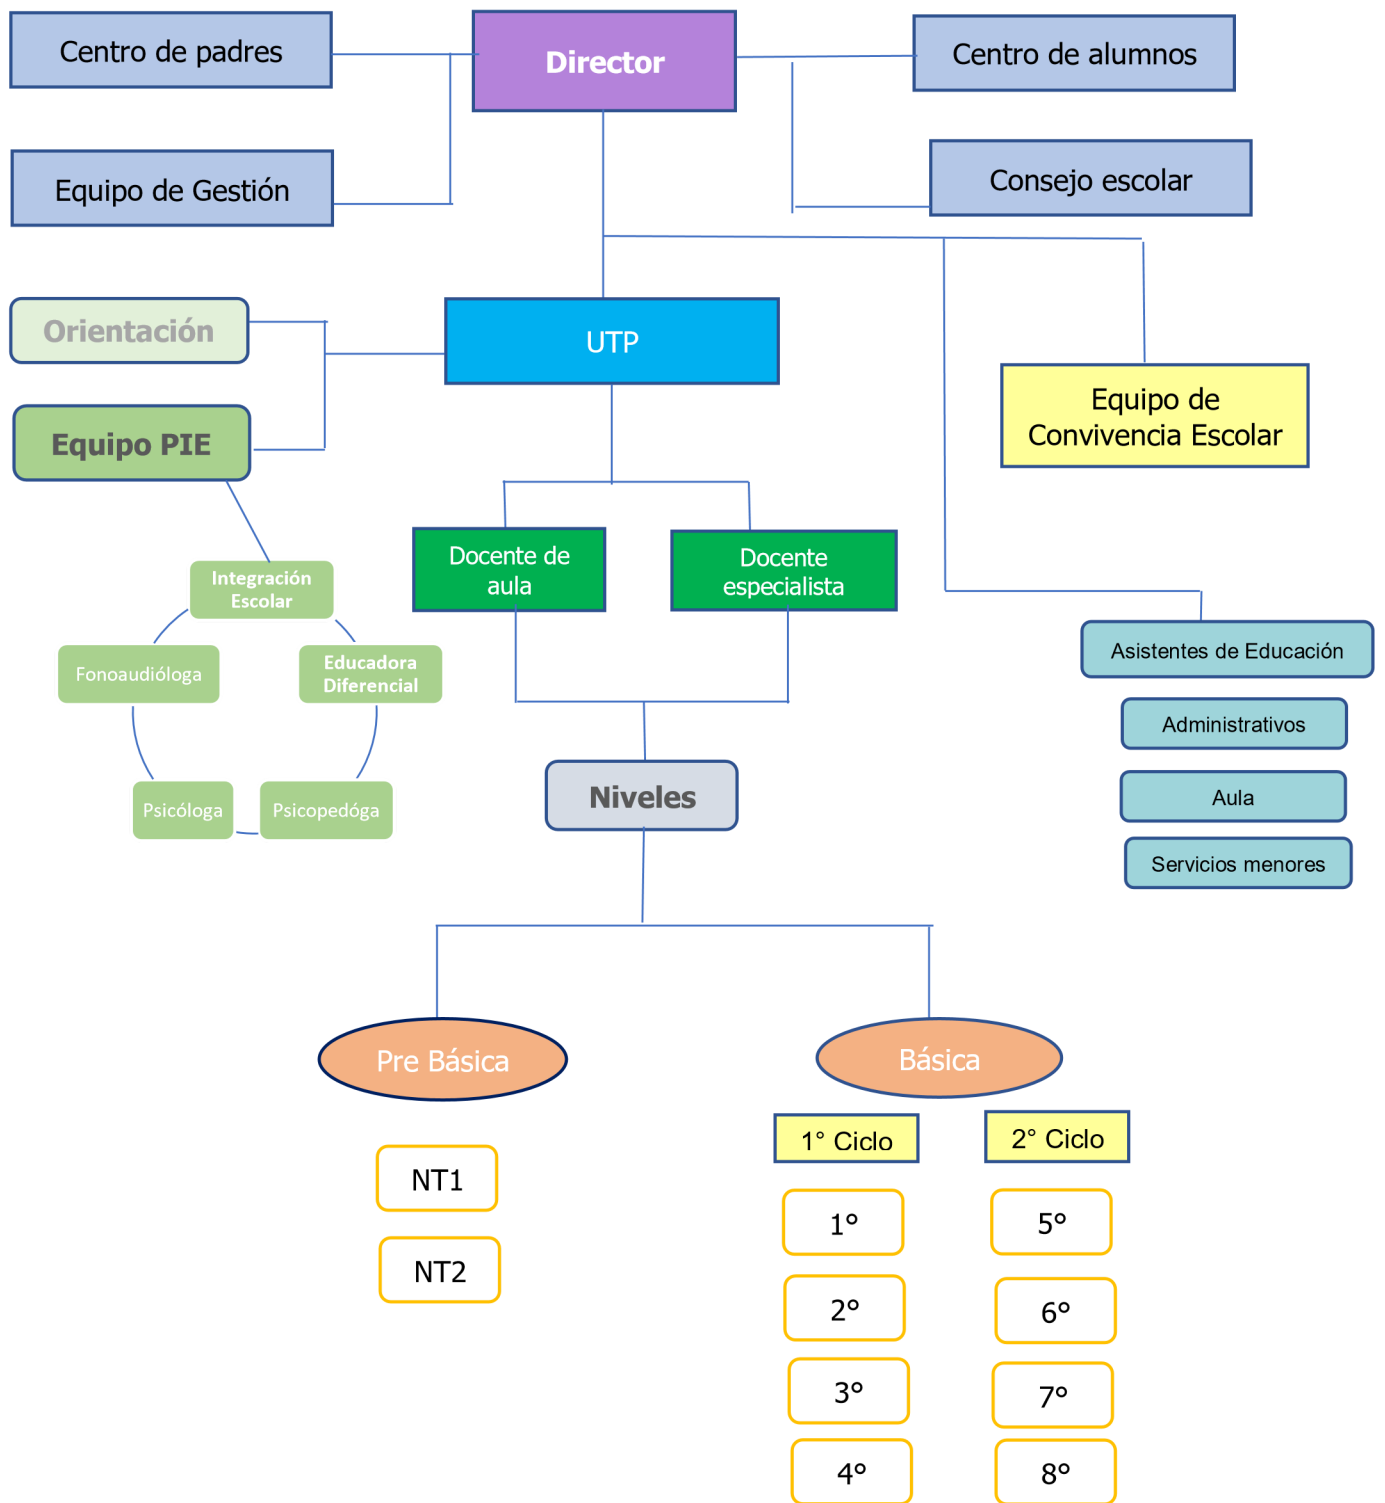 Centro de padres
Director
Centro de alumnos
Equipo de Gestión
Consejo escolar
Orientación
UTP
Equipo PIE
Equipo de
Convivencia Escolar
Integración
Escolar
Fonoaudióloga
Educadora
Diferencial
Psicóloga
Psicopedóga
Docente de
aula
Docente
especialista
Asistentes de Educación
Administrativos
Aula
Servicios menores
Niveles
Pre Básica
Básica
NT1
NT2
1° Ciclo
2° Ciclo
1°
5°
2°
6°
3°
7°
4°
8°